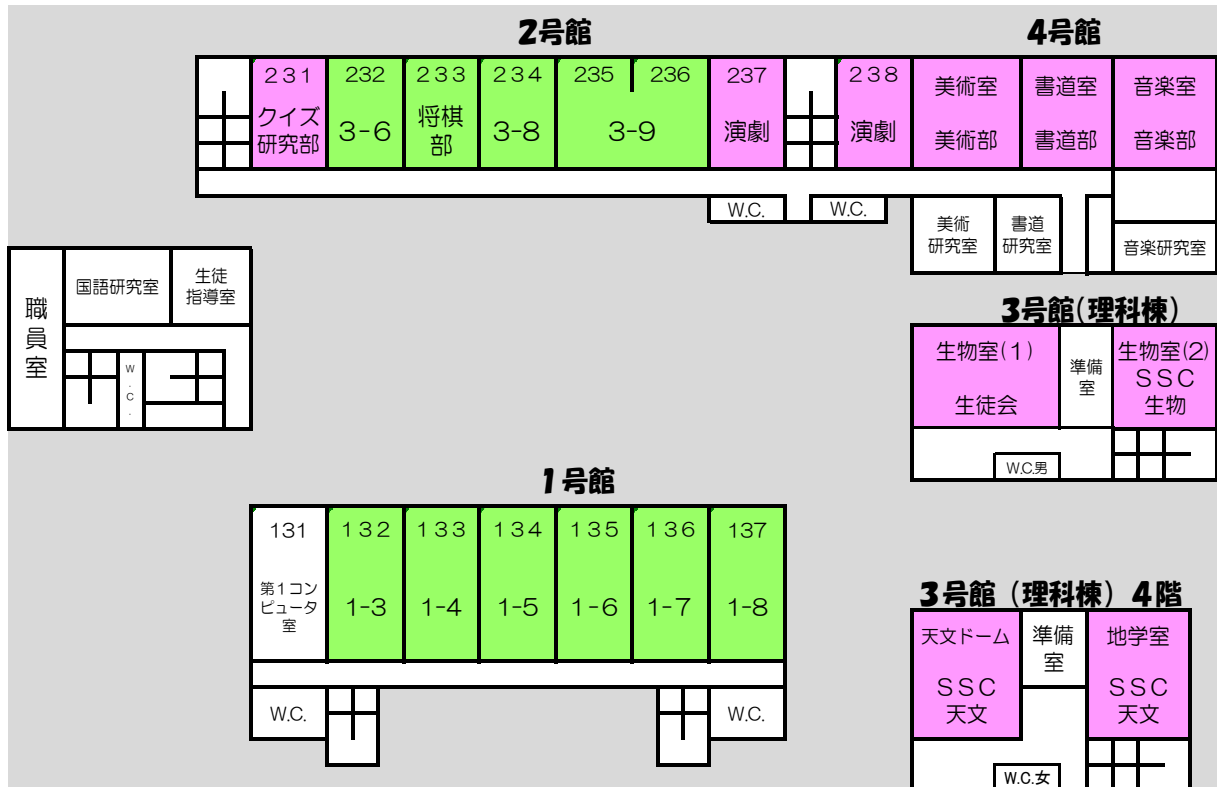 2号館
4号館
２３１
232
２３３
２３４
235
236
237
２３８
クイズ
研究部
3-6
将棋
部
3-8
3-9
演劇
演劇
美術室
美術部
書道室
書道部
音楽室
音楽部
W.C.
W.C.
美術
研究室
書道
研究室
音楽研究室
職
員
室
国語研究室
生徒
指導室
W
.
C
.
3号館(理科棟)
生物室(1)
生徒会
準備
室
生物室(2)
ＳＳＣ
生物
W.C.男
1号館
131
１３２
１３３
１３４
１３５
１３６
137
第1コン
ピュータ
室
1-3
1-4
1-5
1-6
1-7
1-8
W.C.
W.C.
3号館（理科棟）4階
天文ドーム
ＳＳＣ
天文
準備
室
地学室
ＳＳＣ
天文
W.C.女